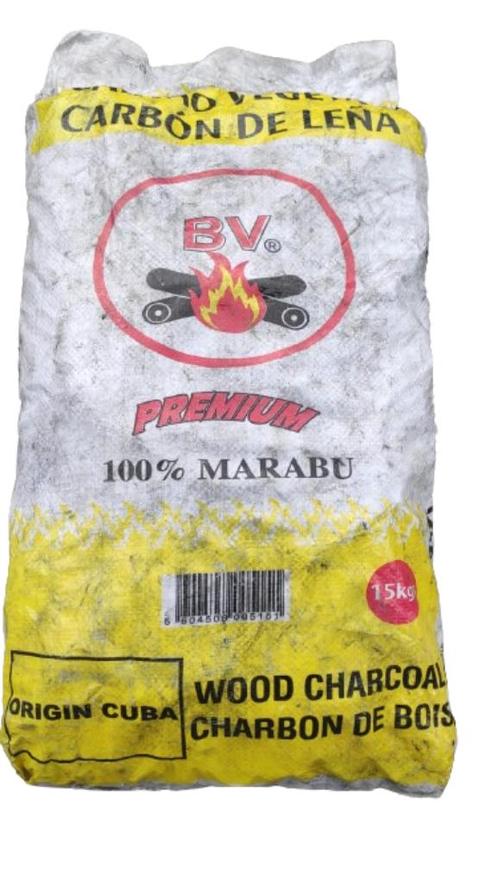 CARBÓN DE LEÑA
BV®
PREMIUM
100% MARABU
15kg
ORIGIN CUBA
WOOD CHARCOAL
CHARBON DE BOIS